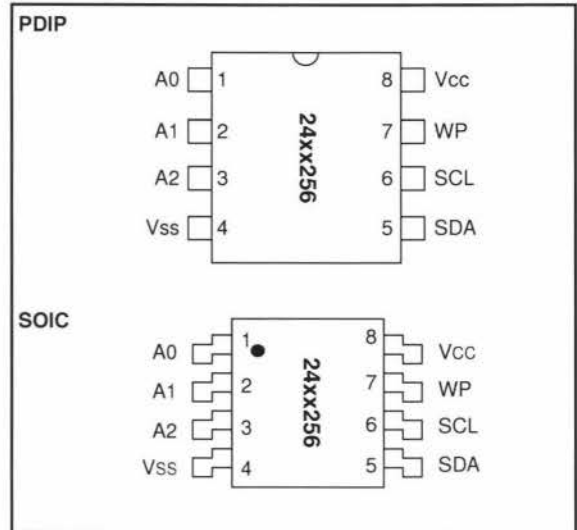 PDIP
A0 1 8 Vcc
A1 2 7 WP
A2 3 6 SCL
Vss 4 5 SDA
24xx256
SOIC
A0 1 8 Vcc
A1 2 7 WP
A2 3 6 SCL
Vss 4 5 SDA
24xx256